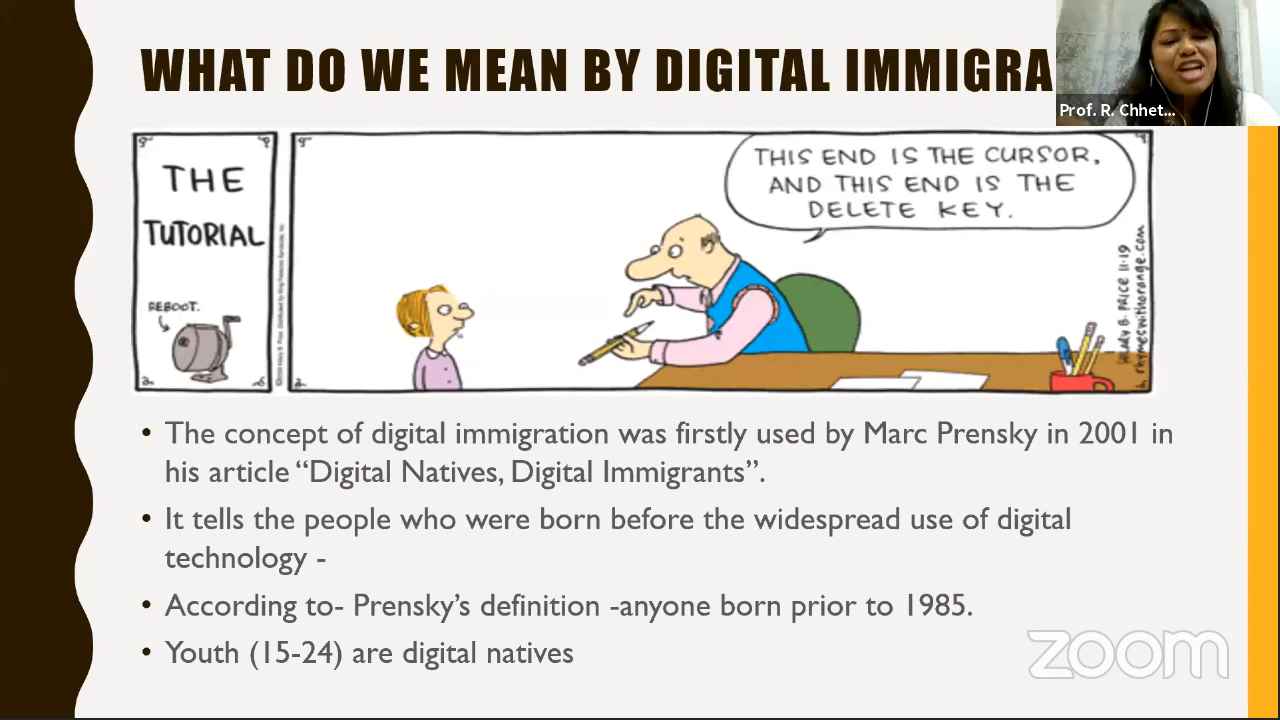 WHAT DO WE MEAN BY DIGITAL IMMIGRA
Prof. R. Chhet...
THE
TUTORIAL
REBOOT.
THIS END IS THE CURSOR,
AND THIS END IS THE
DELETE KEY.
HILARY B. PRICE 11-19
rhymeswithorange.com
• The concept of digital immigration was firstly used by Marc Prensky in 2001 in
his article “Digital Natives, Digital Immigrants”.
• It tells the people who were born before the widespread use of digital
technology -
• According to- Prensky’s definition -anyone born prior to 1985.
• Youth (15-24) are digital natives
zoom